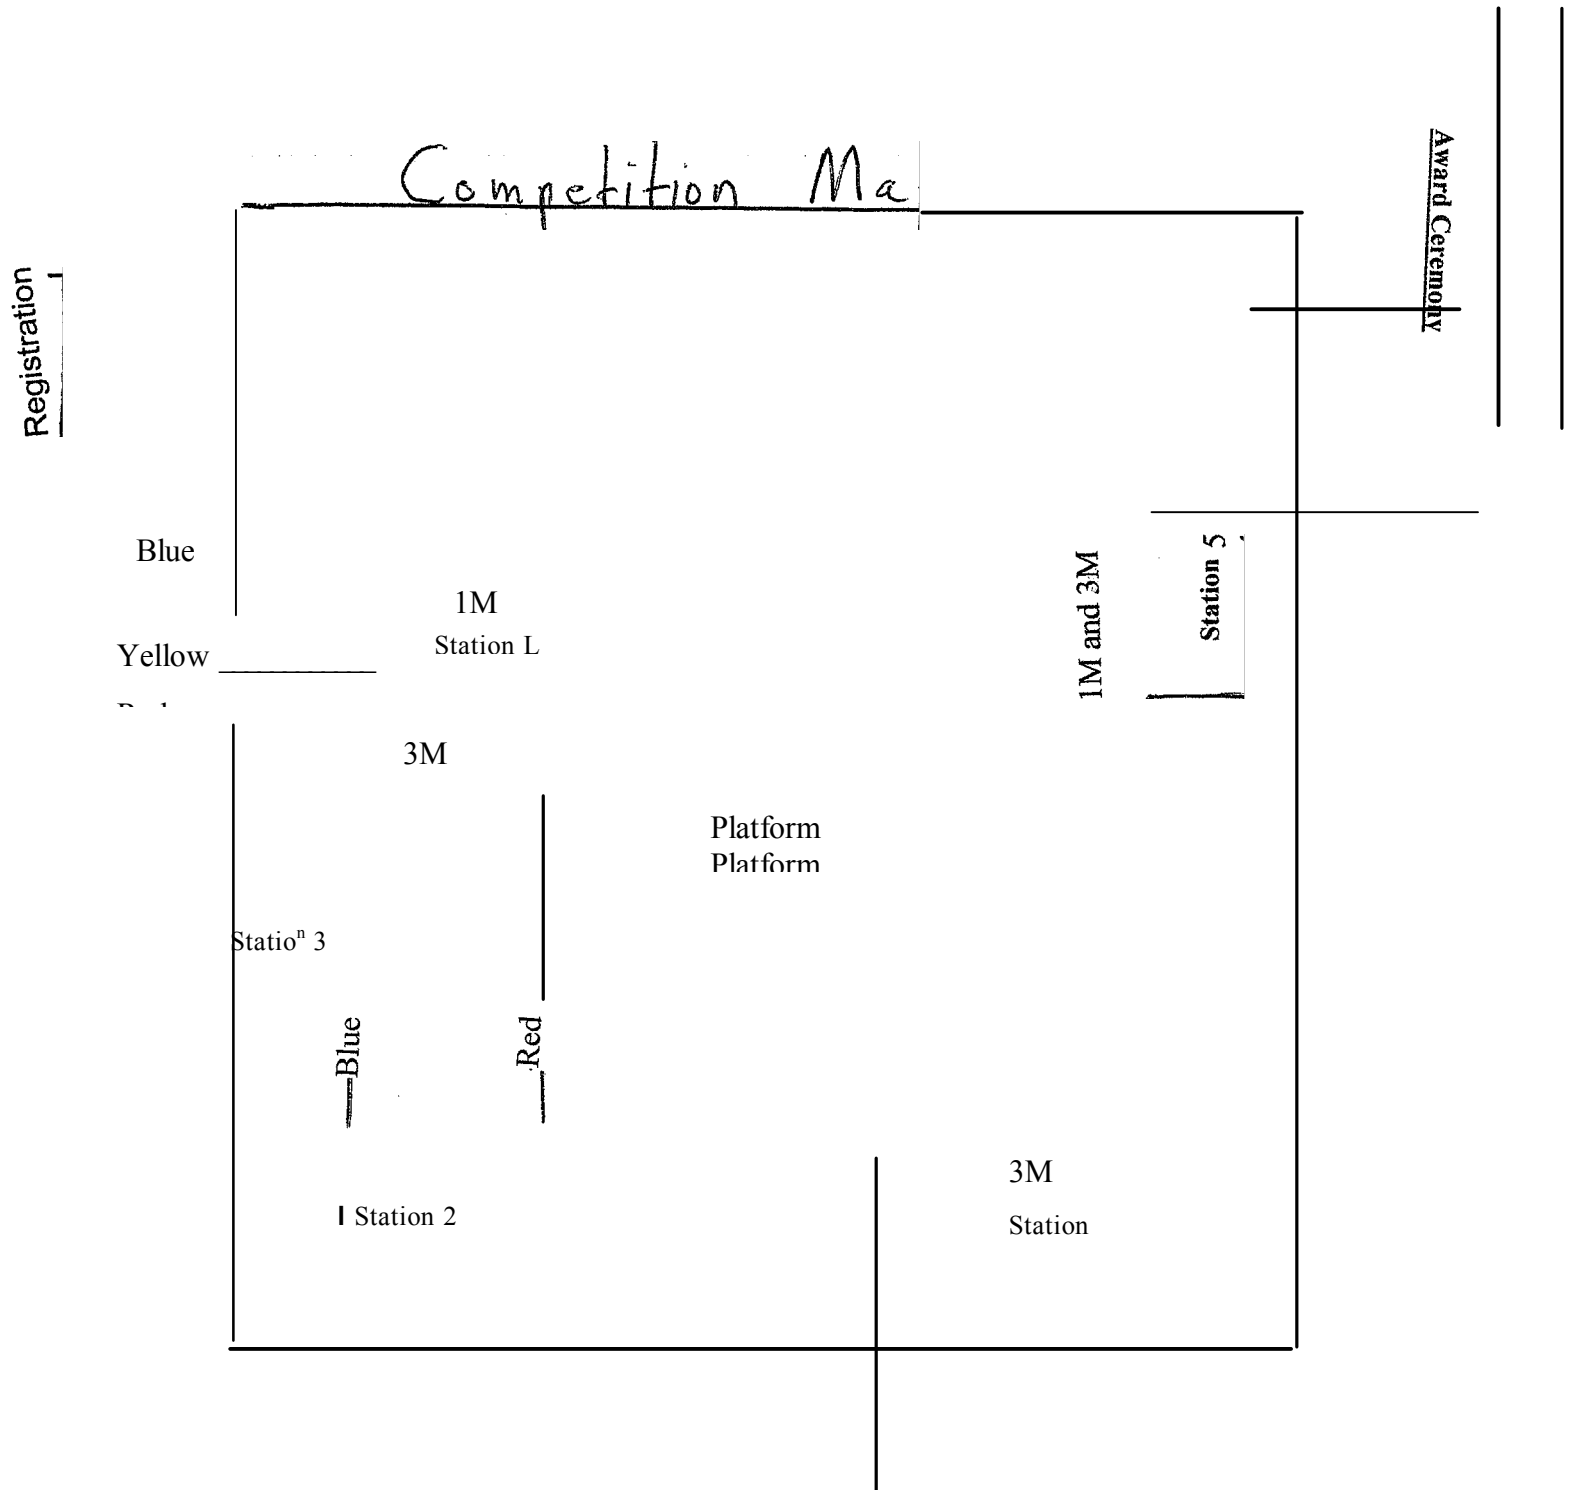 Competition Ma
Award Ceremony
Registration
Blue
1M
Station L
Yellow
1M and 3M
Station 5
3M
Platform
Platform
Station 3
Blue
Red
3M
I Station 2
Station